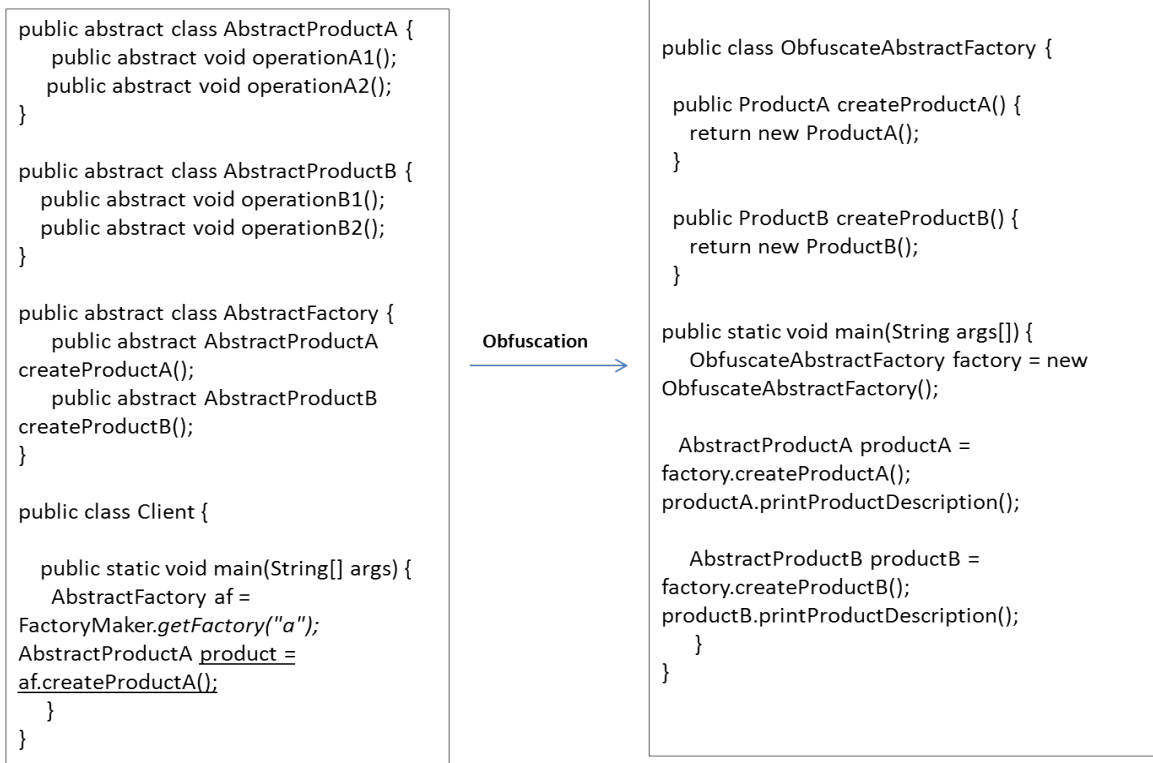 public abstract class AbstractProductA {
public abstract void operationA1();
public abstract void operationA2();
}
public abstract class AbstractProductB {
public abstract void operationB1();
public abstract void operationB2();
}
public abstract class AbstractFactory {
public abstract AbstractProductA
createProductA();
public abstract AbstractProductB
createProductB();
}
public class Client {
public static void main(String[] args) {
AbstractFactory af =
FactoryMaker.getFactory("a");
AbstractProductA product =
af.createProductA();
}
}
Obfuscation
public class ObfuscateAbstractFactory {
public ProductA createProductA() {
return new ProductA();
}
public ProductB createProductB() {
return new ProductB();
}
public static void main(String args[]) {
ObfuscateAbstractFactory factory = new
ObfuscateAbstractFactory();
AbstractProductA productA =
factory.createProductA();
productA.printProductDescription();
AbstractProductB productB =
factory.createProductB();
productB.printProductDescription();
}
}